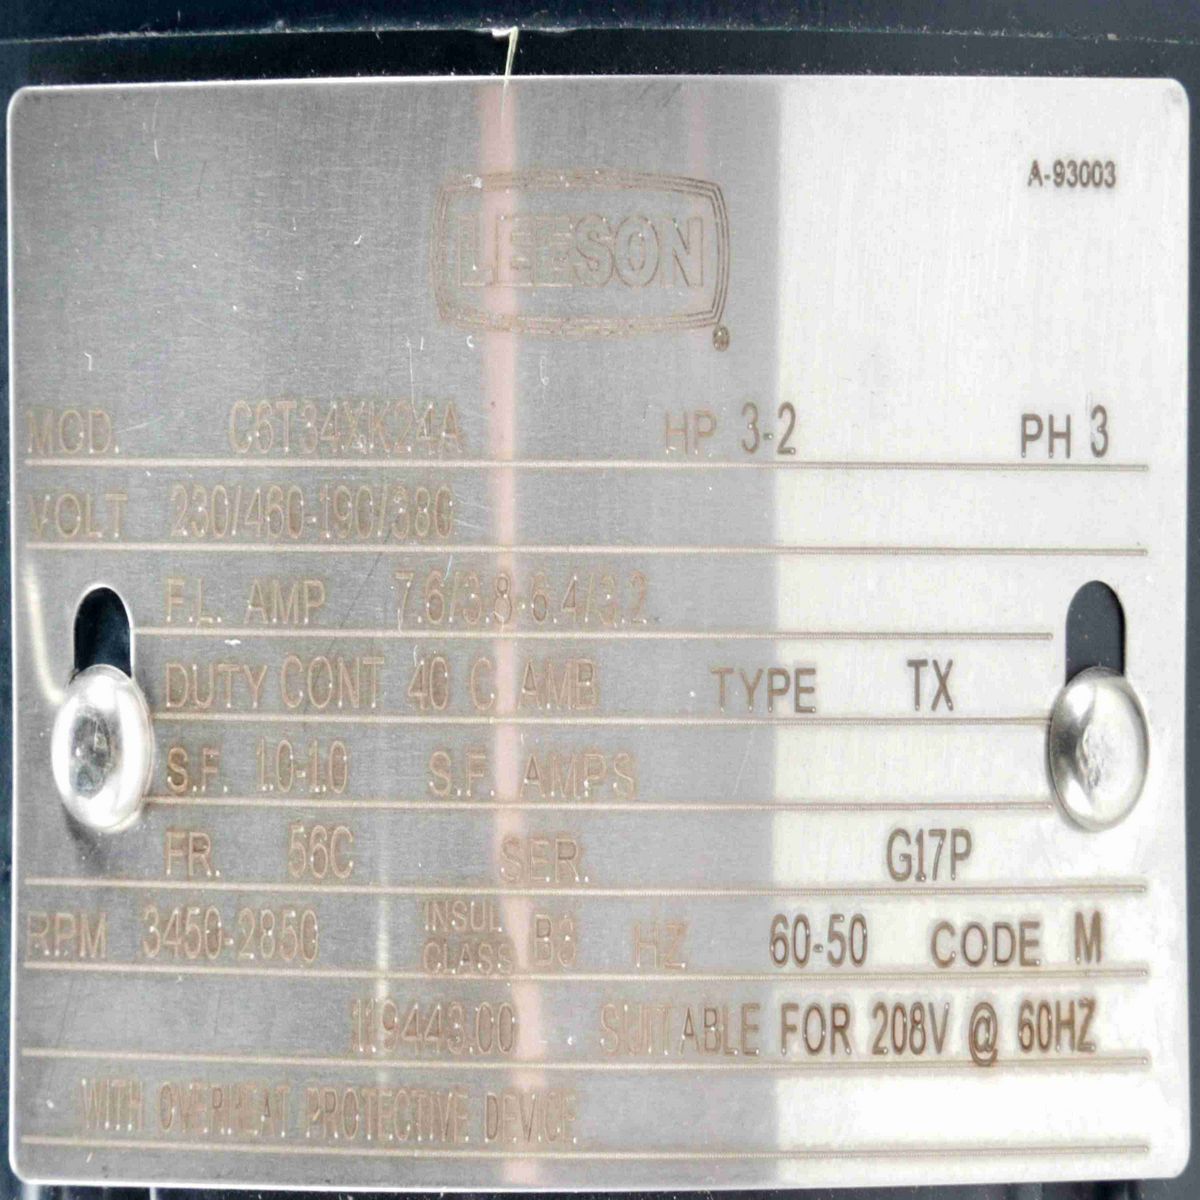 A-93003
LEESON
®
MOD. C6T34XK24A HP 3-2 PH 3
VOLT 230/460-190/380
F.L. AMP 7.6/3.8-6.4/3.2
DUTY CONT 40 C AMB TYPE TX
S.F. 1.0-1.0 S.F. AMPS
FR. 56C SER. G17P
RPM 3450-2850 INSUL CLASS B3 HZ 60-50 CODE M
119443.00 SUITABLE FOR 208V @ 60HZ
WITH OVERHEAT PROTECTIVE DEVICE